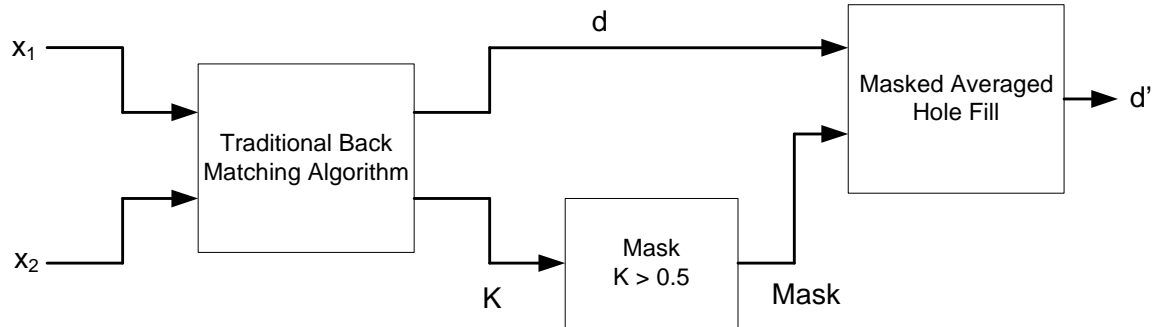 x₁
d
Masked Averaged
Hole Fill
d'
Traditional Back
Matching Algorithm
x₂
Mask
K > 0.5
K
Mask